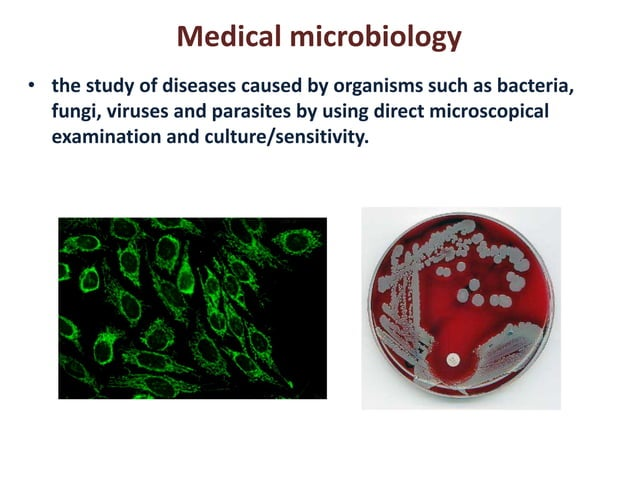 Medical microbiology
• the study of diseases caused by organisms such as bacteria,
fungi, viruses and parasites by using direct microscopical
examination and culture/sensitivity.